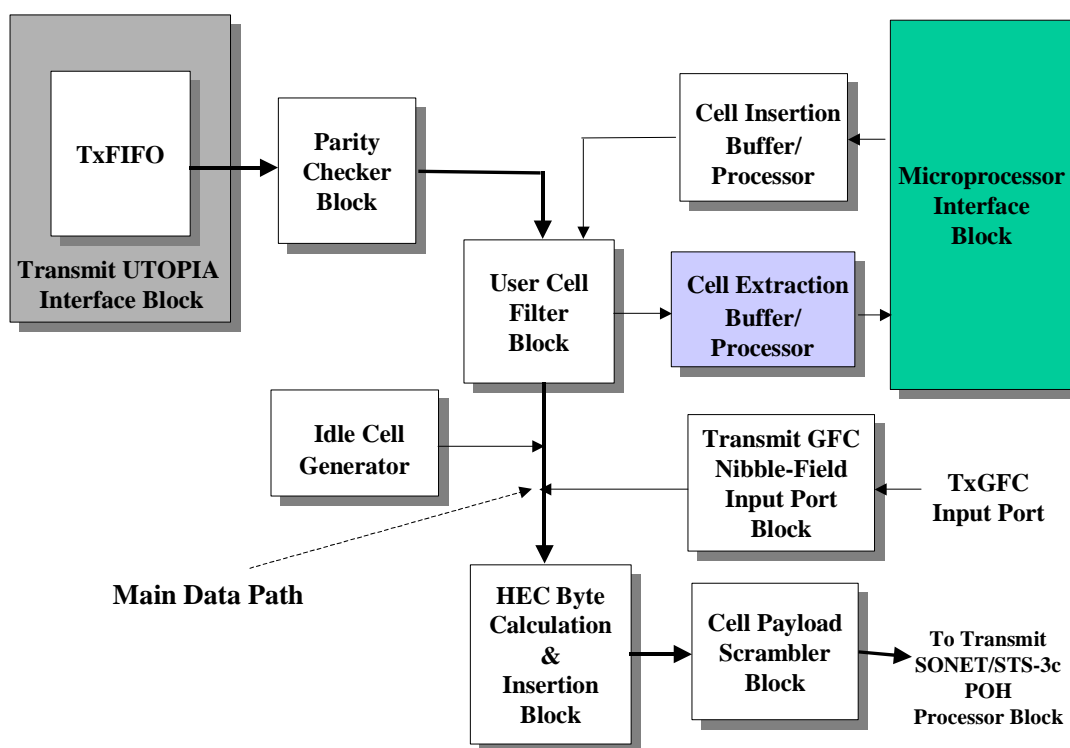 TxFIFO
Transmit UTOPIA
Interface Block
Parity
Checker
Block
Cell Insertion
Buffer/
Processor
Microprocessor
Interface
Block
User Cell
Filter
Block
Cell Extraction
Buffer/
Processor
Idle Cell
Generator
Transmit GFC
Nibble-Field
Input Port
Block
TxGFC
Input Port
Main Data Path
HEC Byte
Calculation
&
Insertion
Block
Cell Payload
Scrambler
Block
To Transmit
SONET/STS-3c
POH
Processor Block